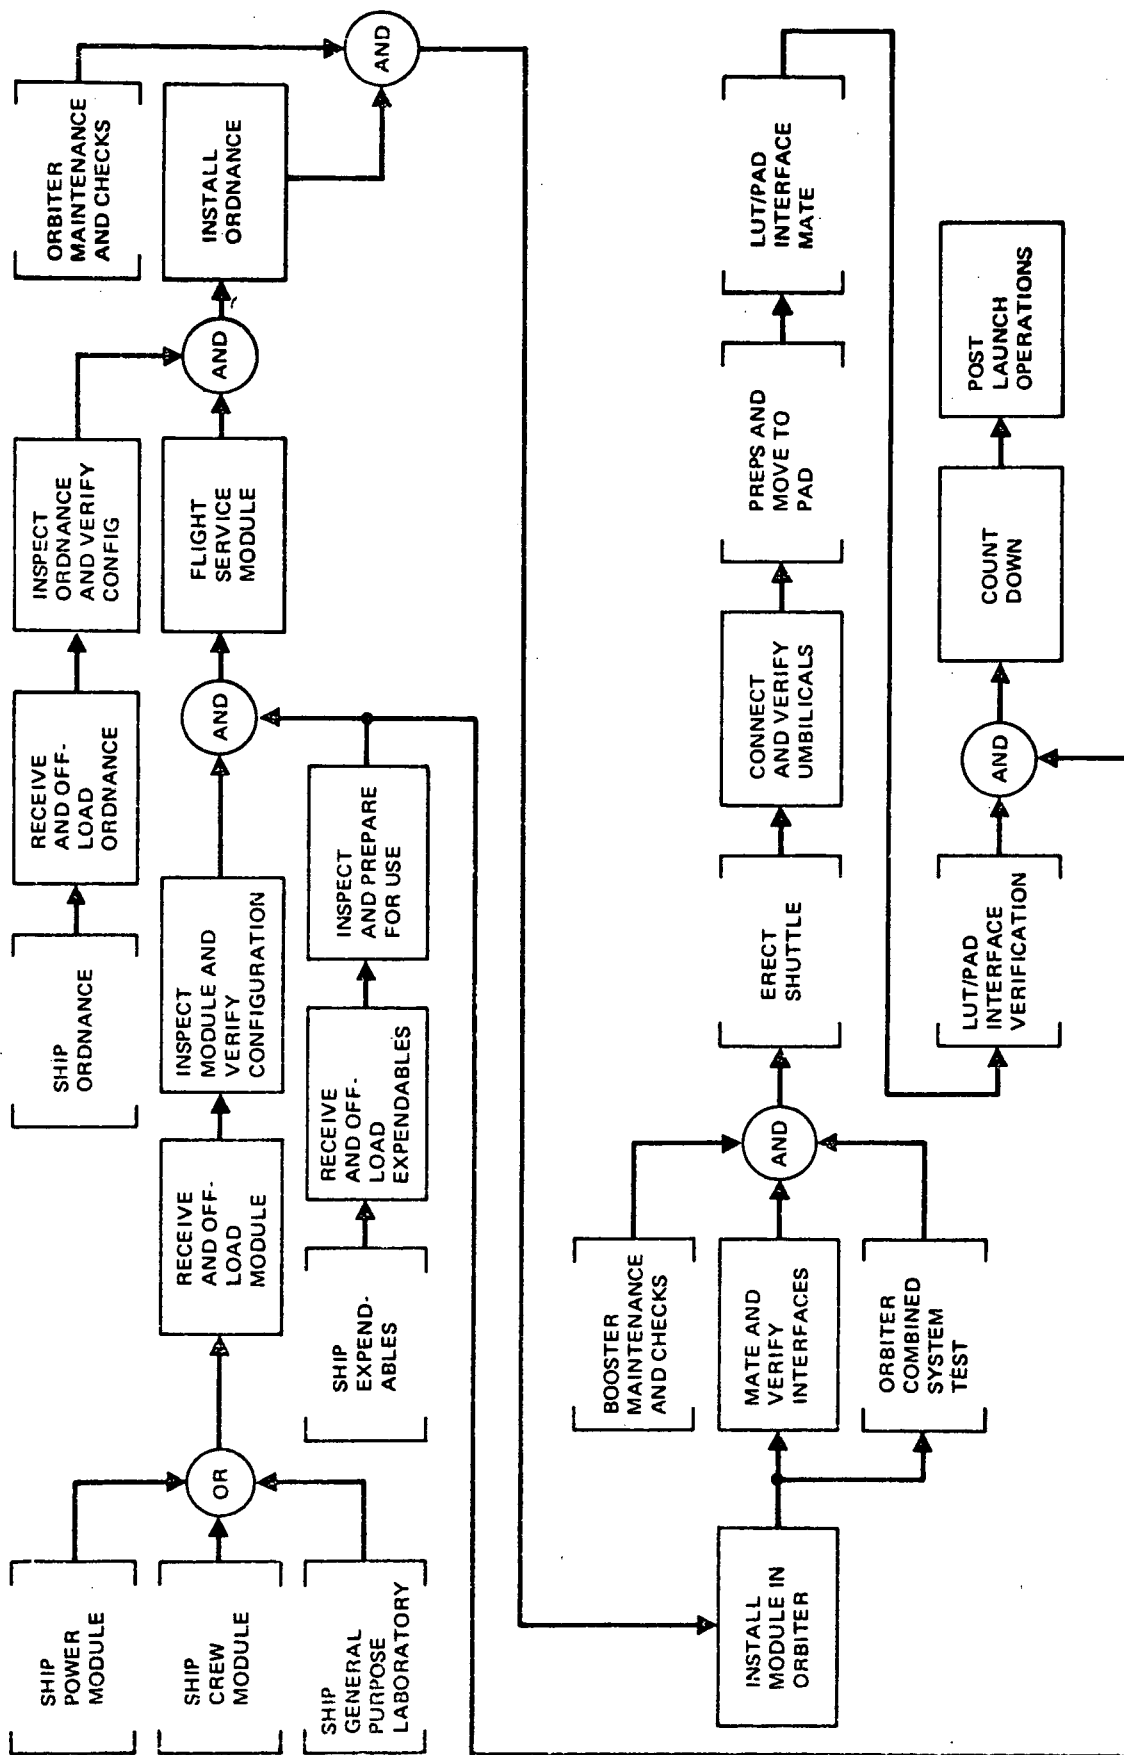 SHIP
POWER
MODULE
SHIP
CREW
MODULE
SHIP
GENERAL
PURPOSE
LABORATORY
OR
RECEIVE
AND OFF-
LOAD
MODULE
SHIP
EXPEND-
ABLES
SHIP
ORDNANCE
INSPECT
MODULE AND
VERIFY
CONFIGURATION
RECEIVE
AND OFF-
LOAD
EXPENDABLES
RECEIVE
AND OFF-
LOAD
ORDNANCE
INSPECT
AND PREPARE
FOR USE
AND
INSPECT
ORDNANCE
AND VERIFY
CONFIG
FLIGHT
SERVICE
MODULE
AND
ORBITER
MAINTENANCE
AND CHECKS
INSTALL
ORDNANCE
AND
INSTALL
MODULE IN
ORBITER
BOOSTER
MAINTENANCE
AND CHECKS
MATE AND
VERIFY
INTERFACES
ORBITER
COMBINED
SYSTEM
TEST
AND
ERECT
SHUTTLE
CONNECT
AND VERIFY
UMBILICALS
PREPS AND
MOVE TO
PAD
LUT/PAD
INTERFACE
MATE
LUT/PAD
INTERFACE
VERIFICATION
AND
COUNT
DOWN
POST
LAUNCH
OPERATIONS